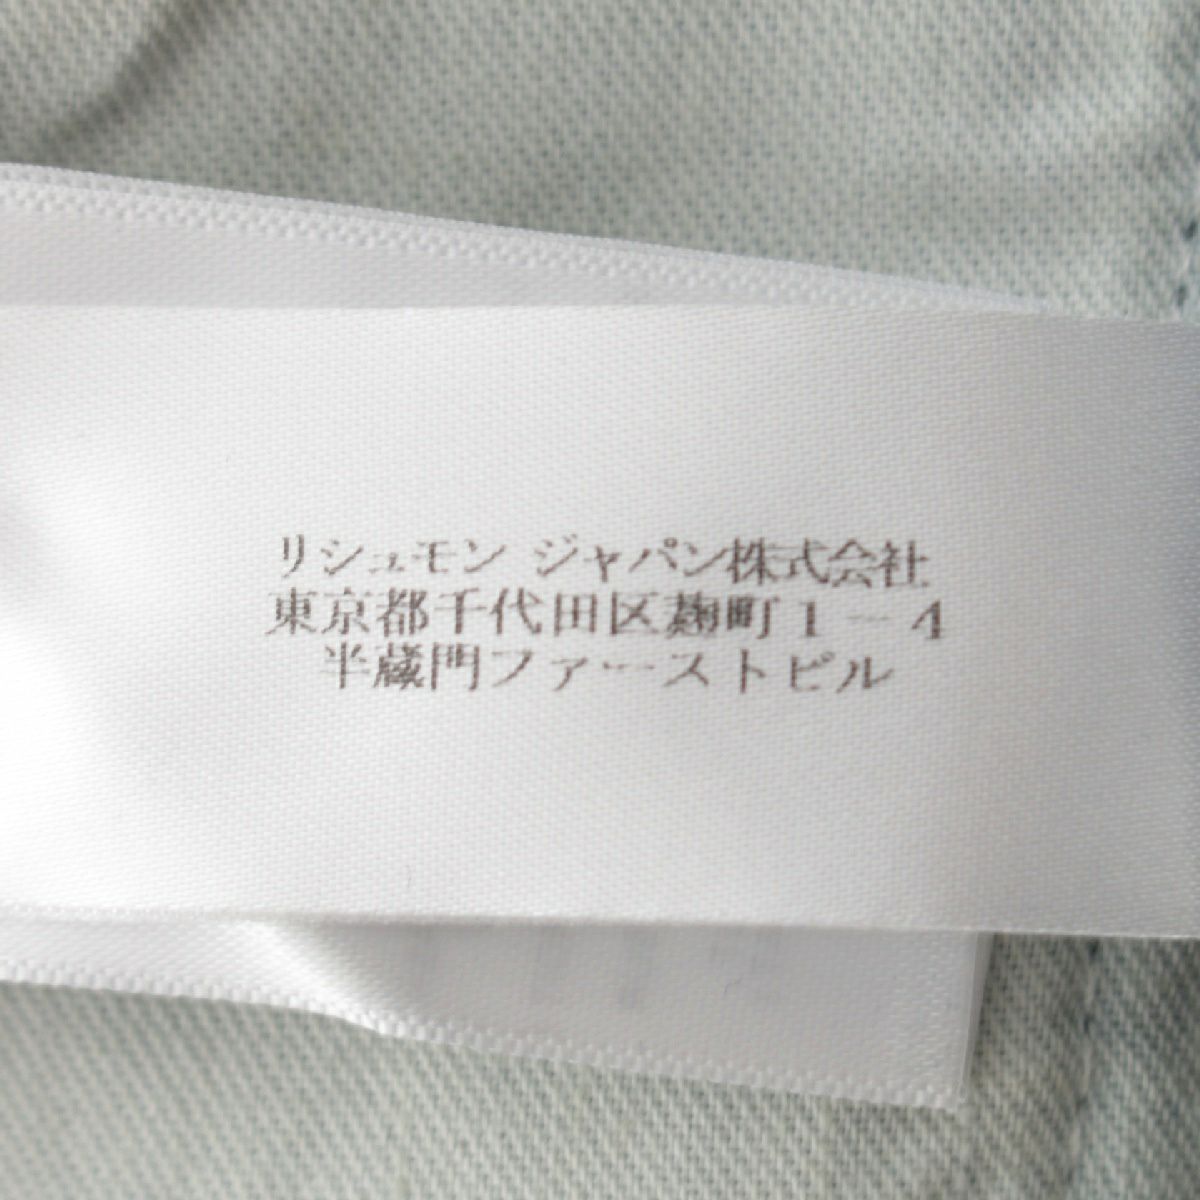 リシュモン ジャパン株式会社
東京都千代田区麹町1－4
半蔵門ファーストビル